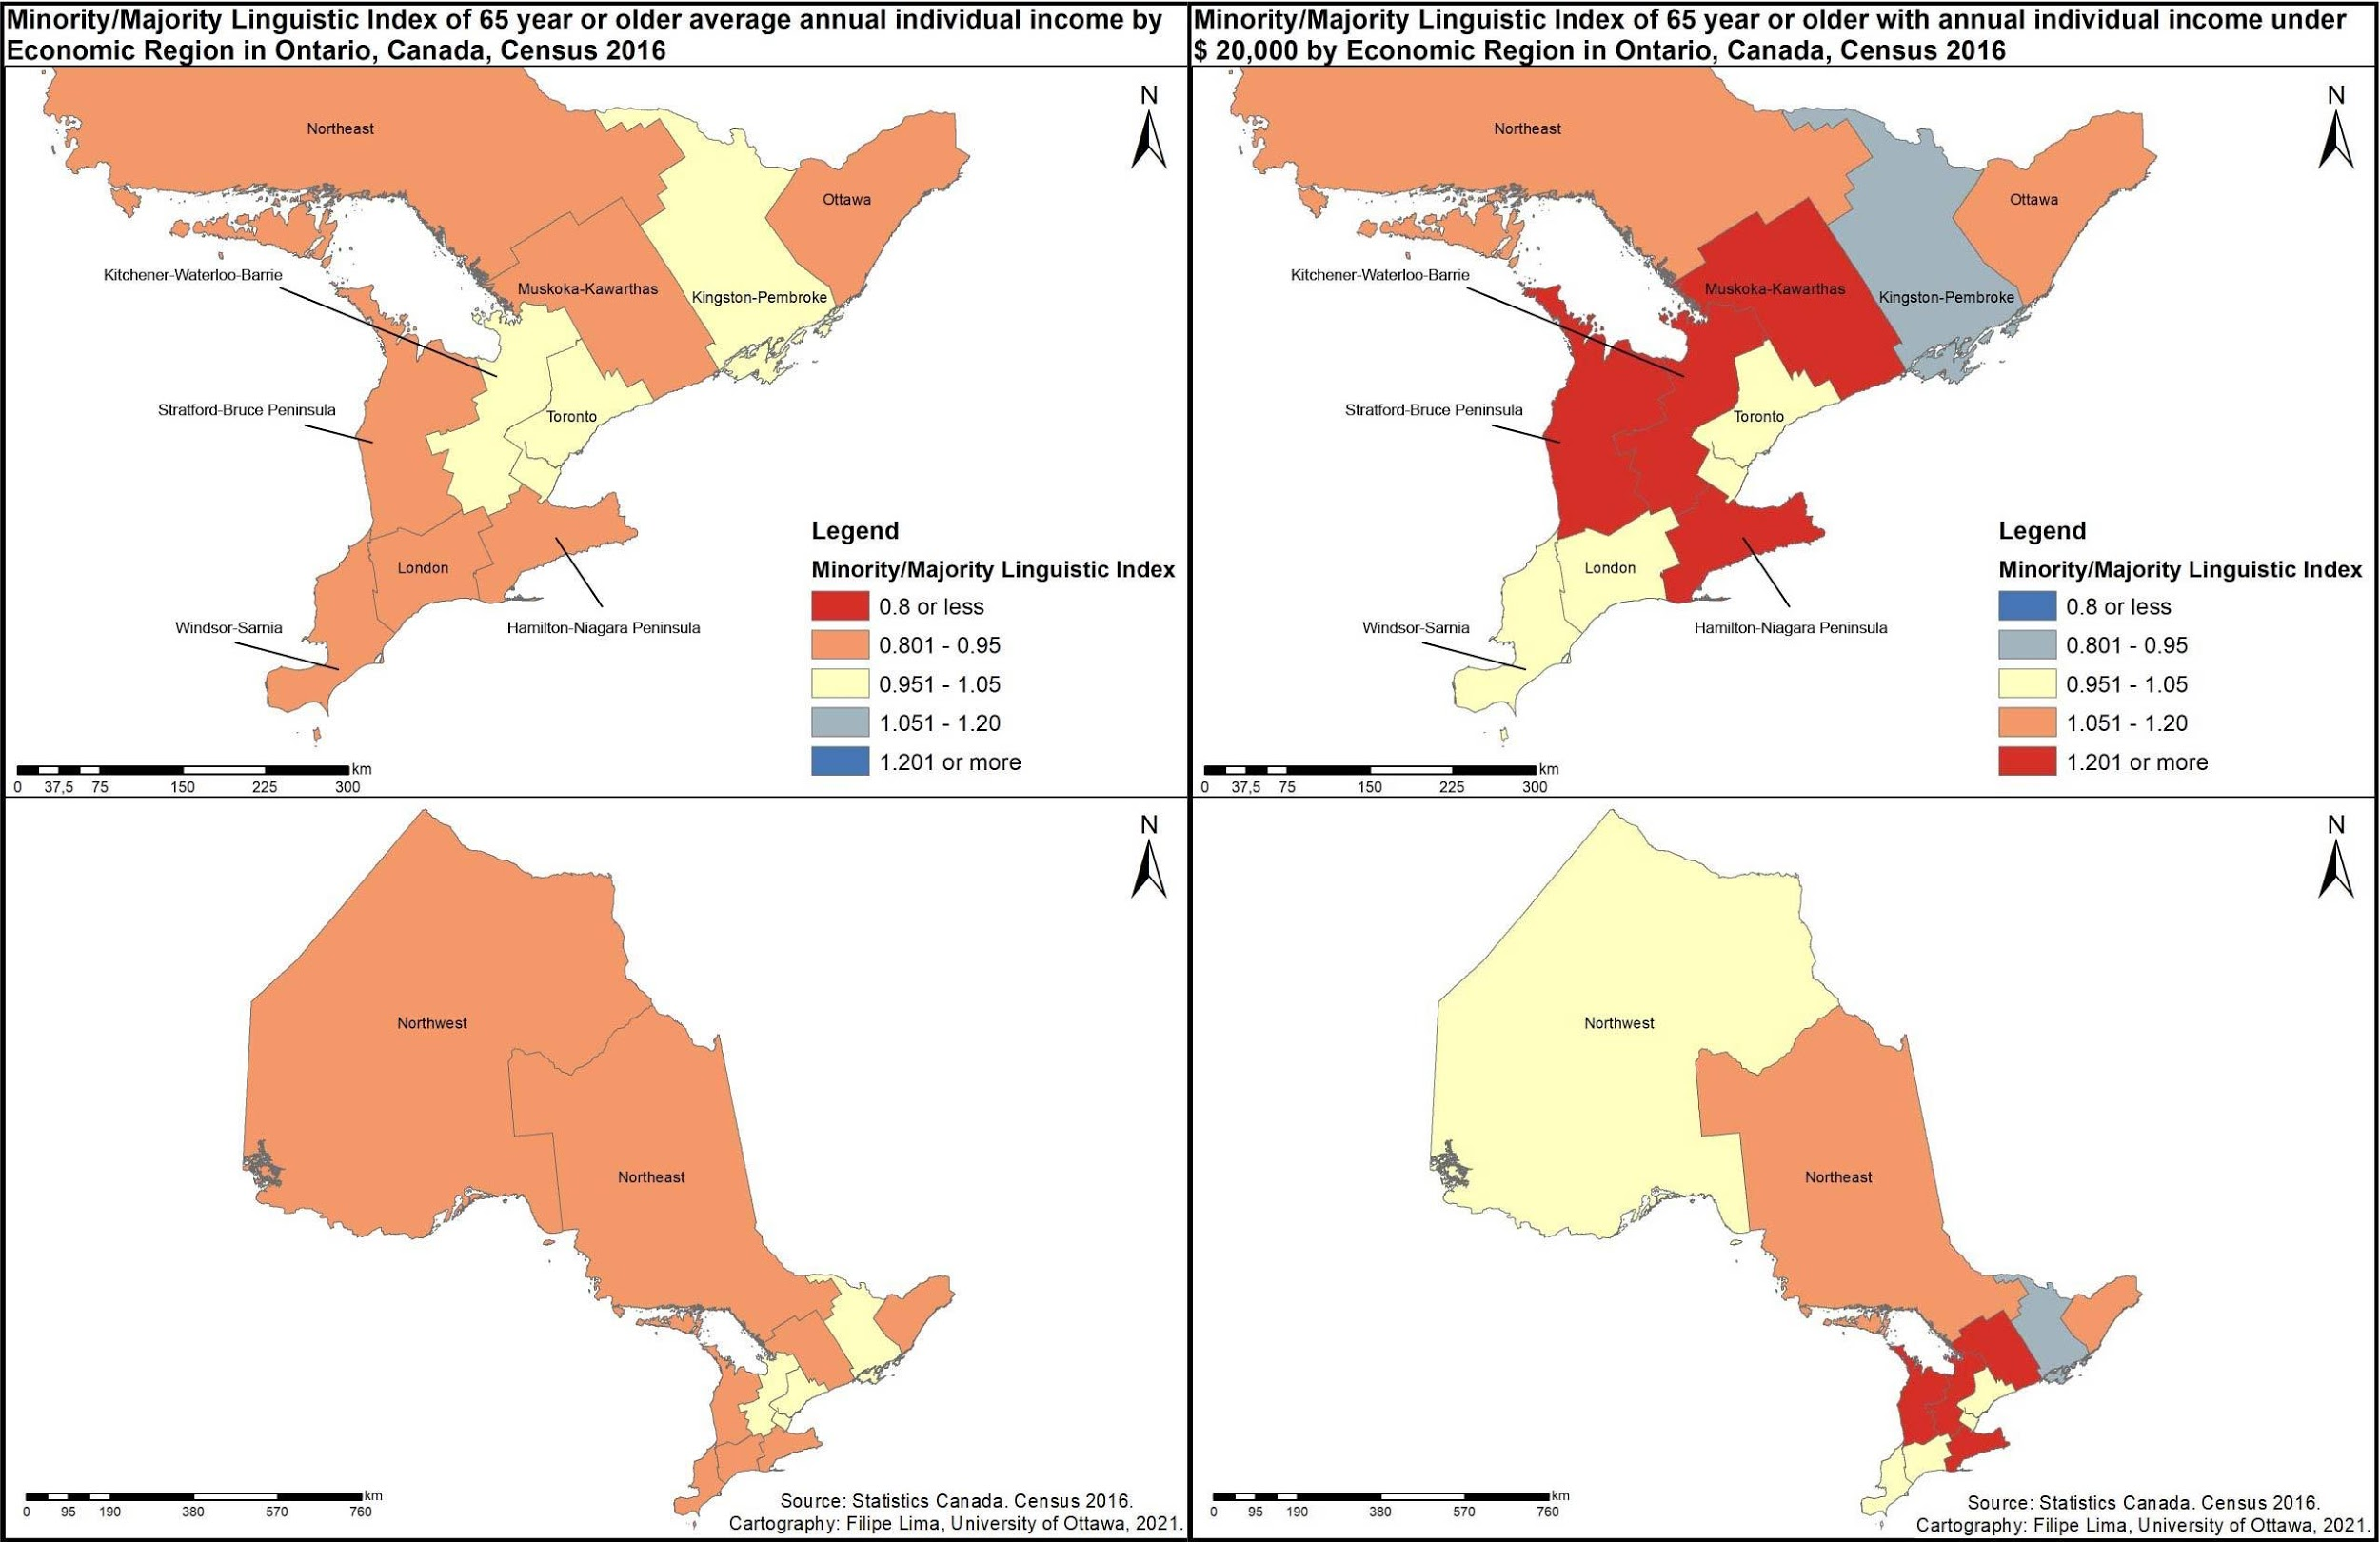 Minority/Majority Linguistic Index of 65 year or older average annual individual income by
Economic Region in Ontario, Canada, Census 2016
N
Northeast
Ottawa
Kitchener-Waterloo-Barrie
Muskoka-Kawarthas
Kingston-Pembroke
Stratford-Bruce Peninsula
Toronto
London
Windsor-Sarnia
Hamilton-Niagara Peninsula
Legend
Minority/Majority Linguistic Index
0.8 or less
0.801 - 0.95
0.951 - 1.05
1.051 - 1.20
1.201 or more
km
0 37,5 75 150 225 300
Minority/Majority Linguistic Index of 65 year or older with annual individual income under
$ 20,000 by Economic Region in Ontario, Canada, Census 2016
N
Northeast
Ottawa
Kitchener-Waterloo-Barrie
Muskoka-Kawarthas
Kingston-Pembroke
Stratford-Bruce Peninsula
Toronto
London
Windsor-Sarnia
Hamilton-Niagara Peninsula
Legend
Minority/Majority Linguistic Index
0.8 or less
0.801 - 0.95
0.951 - 1.05
1.051 - 1.20
1.201 or more
km
0 37,5 75 150 225 300
N
Northwest
Northeast
km
0 95 190 380 570 760
Source: Statistics Canada. Census 2016.
Cartography: Filipe Lima, University of Ottawa, 2021.
N
Northwest
Northeast
km
0 95 190 380 570 760
Source: Statistics Canada. Census 2016.
Cartography: Filipe Lima, University of Ottawa, 2021.